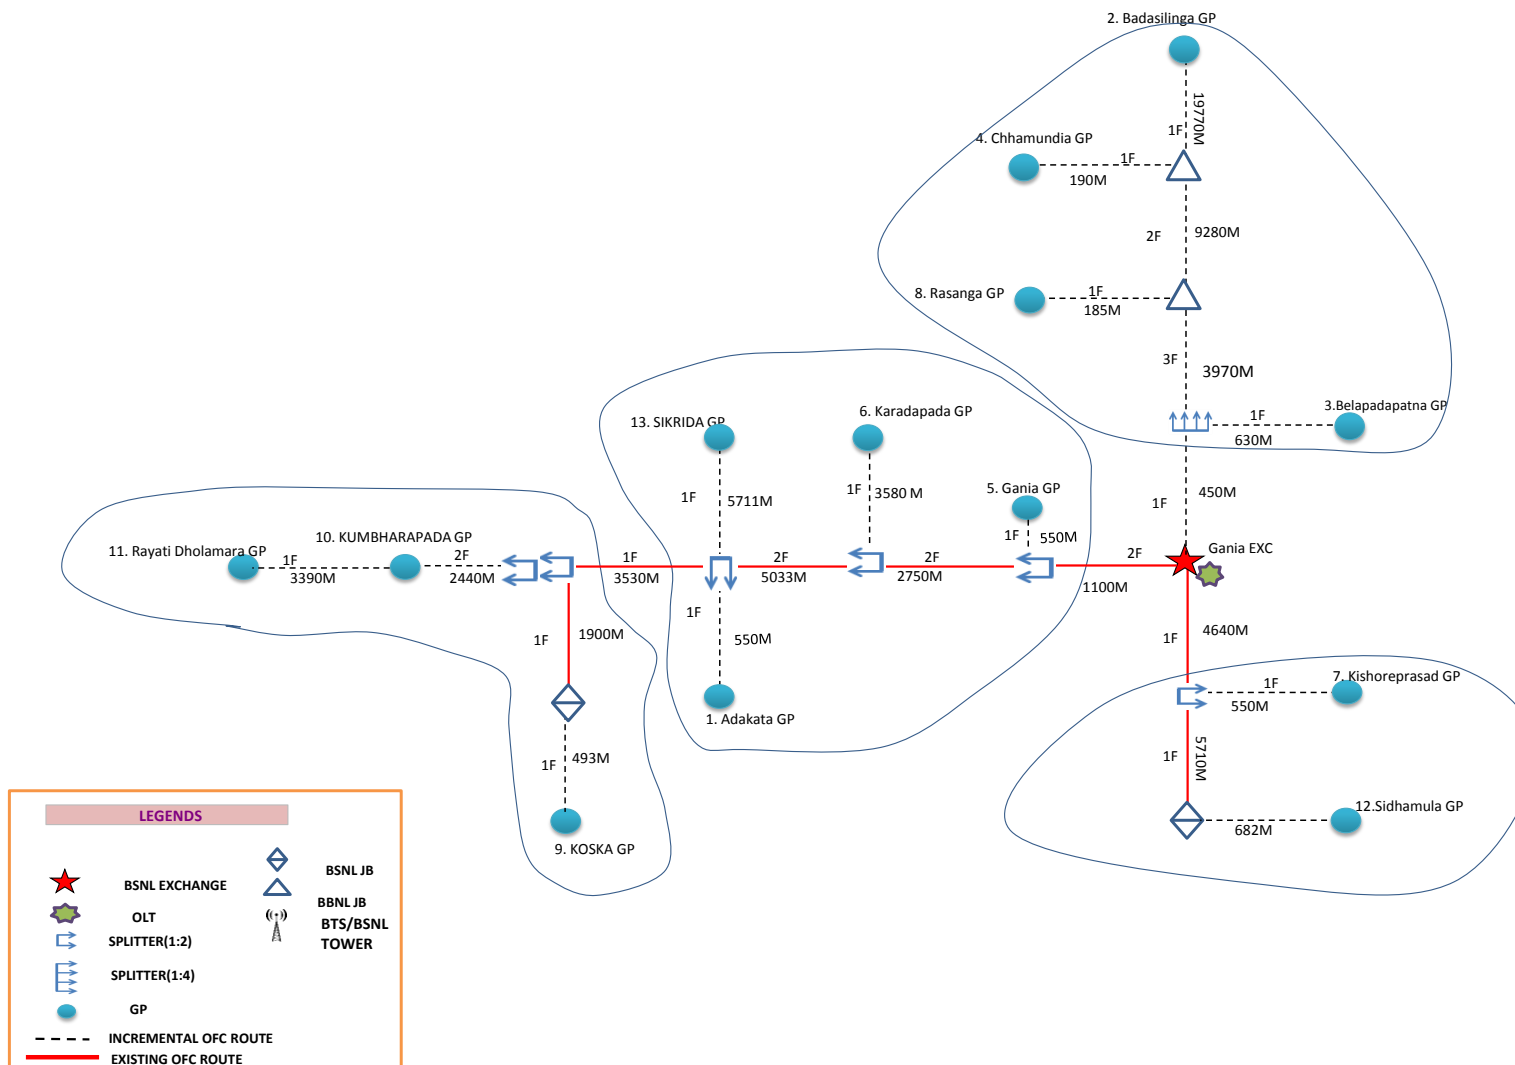 2. Badasilinga GP
19770M
1F
4. Chhamundia GP
1F
190M
2F
9280M
8. Rasanga GP
1F
185M
3F
3970M
3.Belapadapatna GP
1F
630M
1F
450M
13. SIKRIDA GP
6. Karadapada GP
5. Gania GP
1F
5711M
1F
3580 M
1F
550M
Gania EXC
11. Rayati Dholamara GP
10. KUMBHARAPADA GP
1F
3390M
2F
2440M
1F
3530M
2F
5033M
2F
2750M
2F
1100M
1F
1900M
1F
550M
1. Adakata GP
1F
4640M
7. Kishoreprasad GP
1F
550M
1F
5710M
12.Sidhamula GP
682M
1F
493M
9. KOSKA GP
LEGENDS
BSNL EXCHANGE
OLT
SPLITTER(1:2)
SPLITTER(1:4)
GP
INCREMENTAL OFC ROUTE
EXISTING OFC ROUTE
BSNL JB
BBNL JB
BTS/BSNL
TOWER